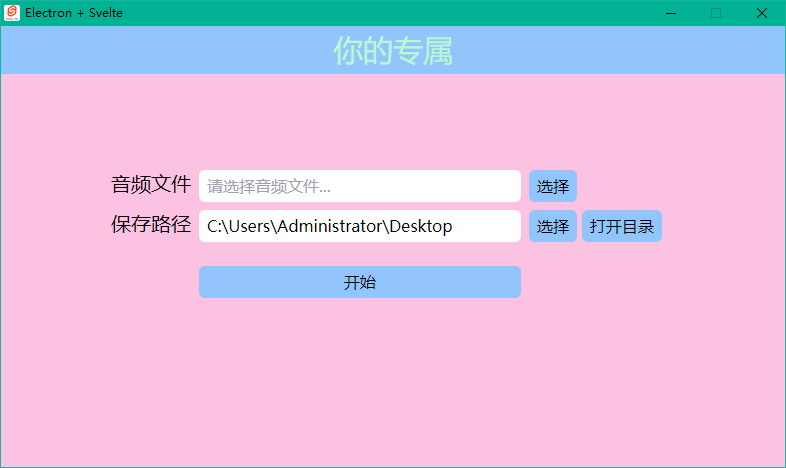 Electron + Svelte
你的专属
音频文件 请选择音频文件... 选择
保存路径 C:\Users\Administrator\Desktop 选择 打开目录
开始